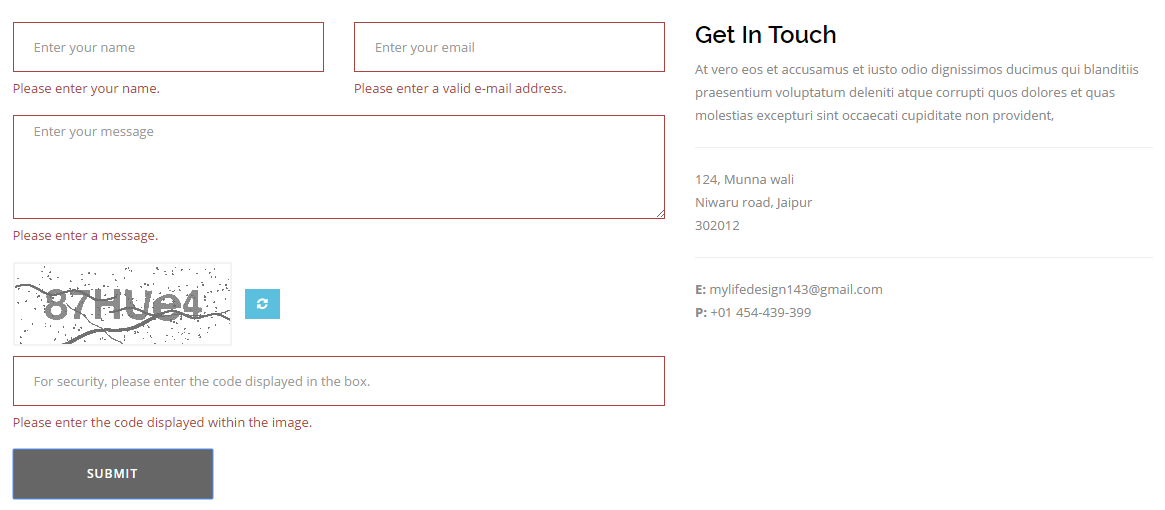 Enter your name
Enter your email
Please enter your name.
Please enter a valid e-mail address.
Enter your message
Please enter a message.
87HUe4
For security, please enter the code displayed in the box.
Please enter the code displayed within the image.
SUBMIT
Get In Touch
At vero eos et accusamus et iusto odio dignissimos ducimus qui blanditiis
praesentium voluptatum deleniti atque corrupti quos dolores et quas
molestias excepturi sint occaecati cupiditate non provident,
124, Munna wali
Niwaru road, Jaipur
302012
E: mylifedesign143@gmail.com
P: +01 454-439-399